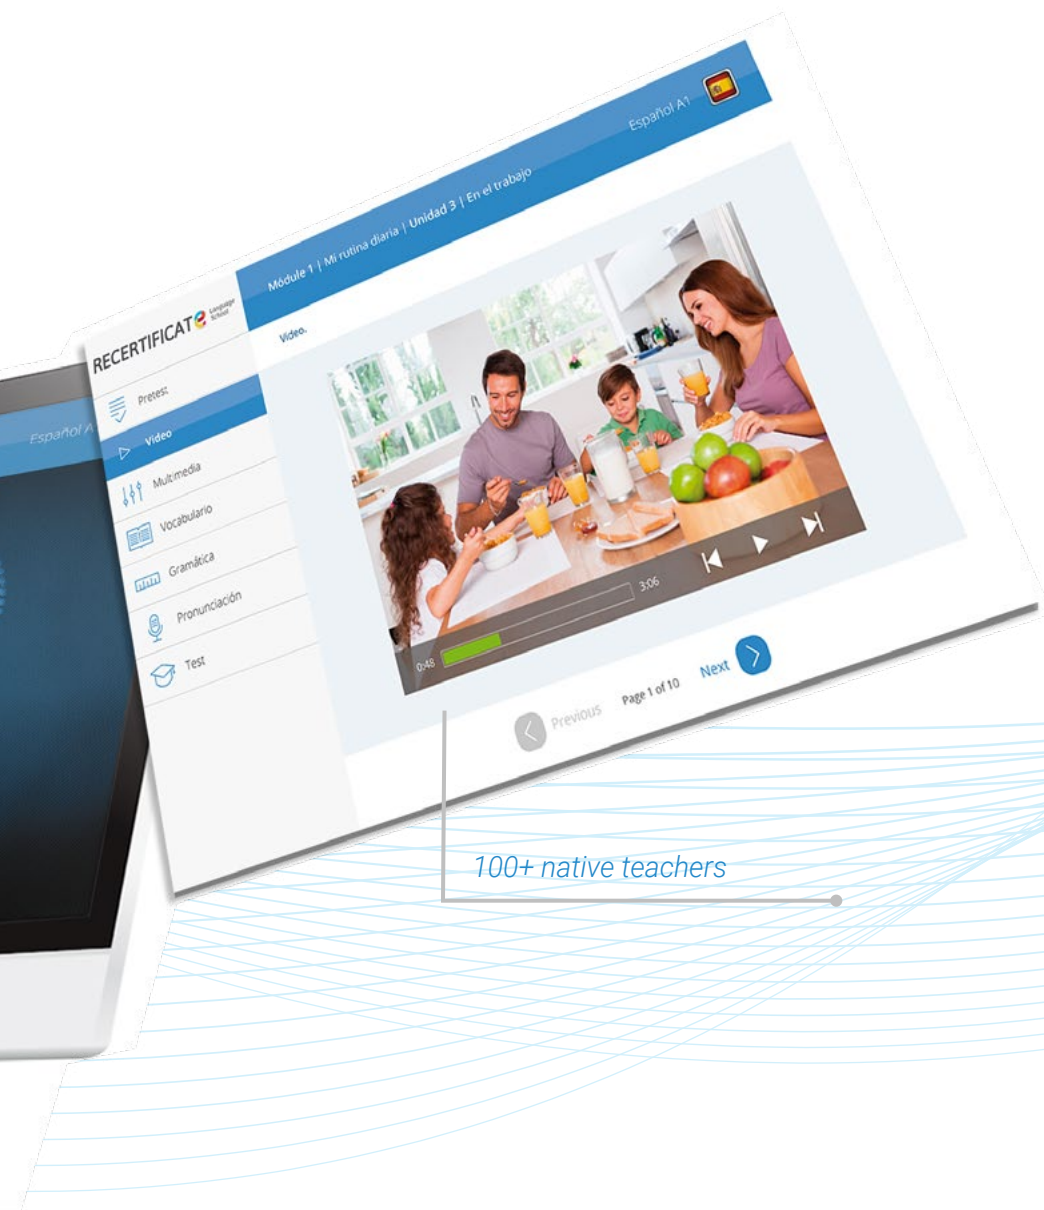 Español A1
Módule 1 | Mi rutina diaria | Unidad 3 | En el trabajo
RECERTIFICATe Language School
Video.
Pretest
Video
Multimedia
Vocabulario
Gramática
Pronunciación
Test
0:48
3:06
Previous
Page 1 of 10
Next
Español A
100+ native teachers